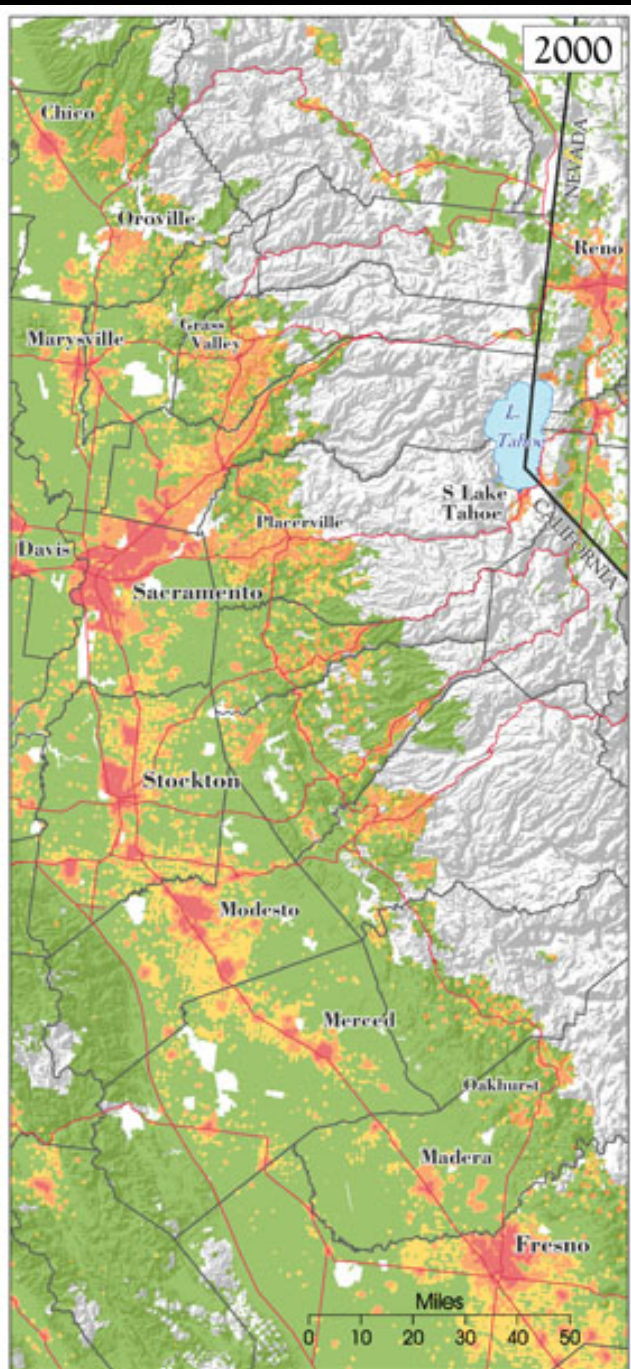 2000
Chico
NEVADA
Oroville
Reno
Grass
Valley
Marysville
L.
Tahoe
S Lake
Tahoe
CALIFORNIA
Placerville
Davis
Sacramento
Stockton
Modesto
Merced
Oakhurst
Madera
Fresno
Miles
0 10 20 30 40 50